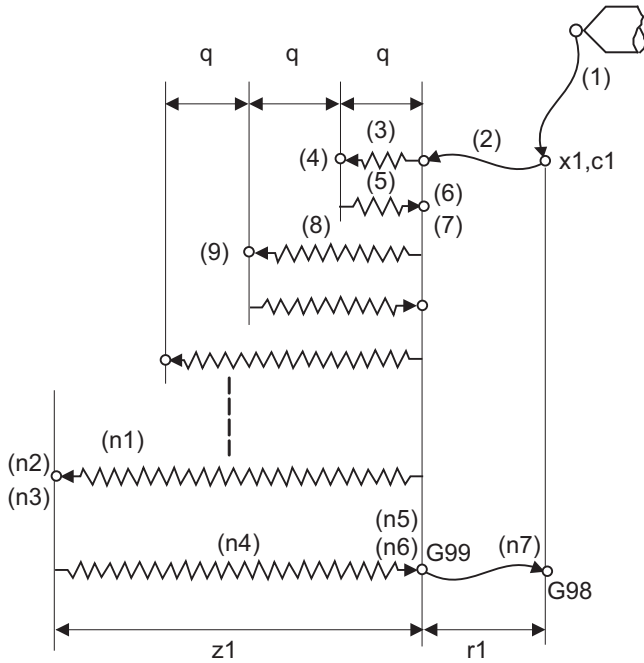 q q q
(1)
(3) (2)
(4) x1,c1
(5) (6)
(7)
(8)
(9)
(n1)
(n2)
(n3)
(n5)
(n4) (n6) G99 (n7)
G98
z1 r1